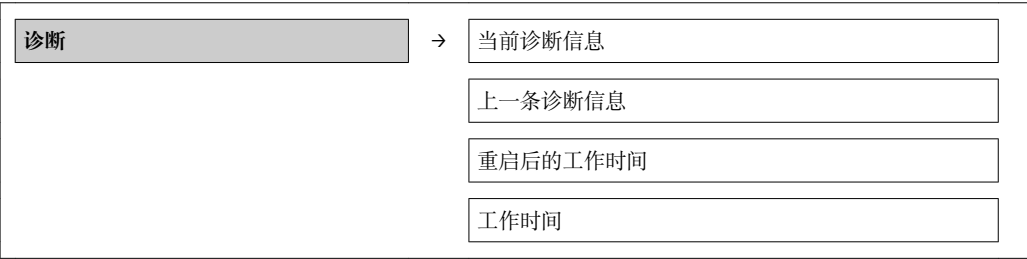 诊断 → 当前诊断信息
上一条诊断信息
重启后的工作时间
工作时间